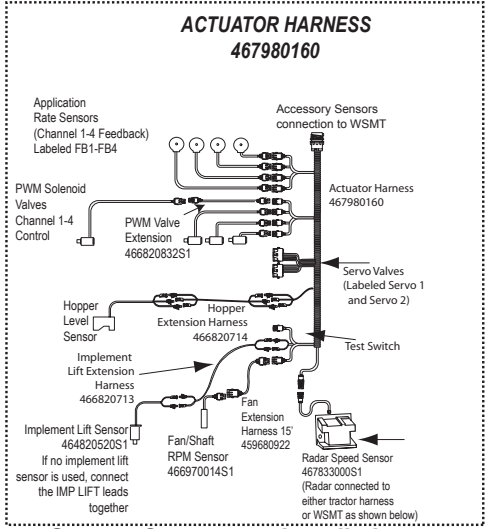 ACTUATOR HARNESS
467980160
Application
Rate Sensors
(Channel 1-4 Feedback)
Labeled FB1-FB4
Accessory Sensors
connection to WSMT
PWM Solenoid
Valves
Channel 1-4
Control
PWM Valve
Extension
466820832S1
Actuator Harness
467980160
Servo Valves
(Labeled Servo 1
and Servo 2)
Hopper
Level
Sensor
Hopper
Extension Harness
466820714
Test Switch
Implement
Lift Extension
Harness
466820713
Implement Lift Sensor
464820520S1
If no implement lift
sensor is used, connect
the IMP LIFT leads
together
Fan/Shaft
RPM Sensor
466970014S1
Fan
Extension
Harness 15'
459680922
Radar Speed Sensor
467833000S1
(Radar connected to
either tractor harness
or WSMT as shown below)